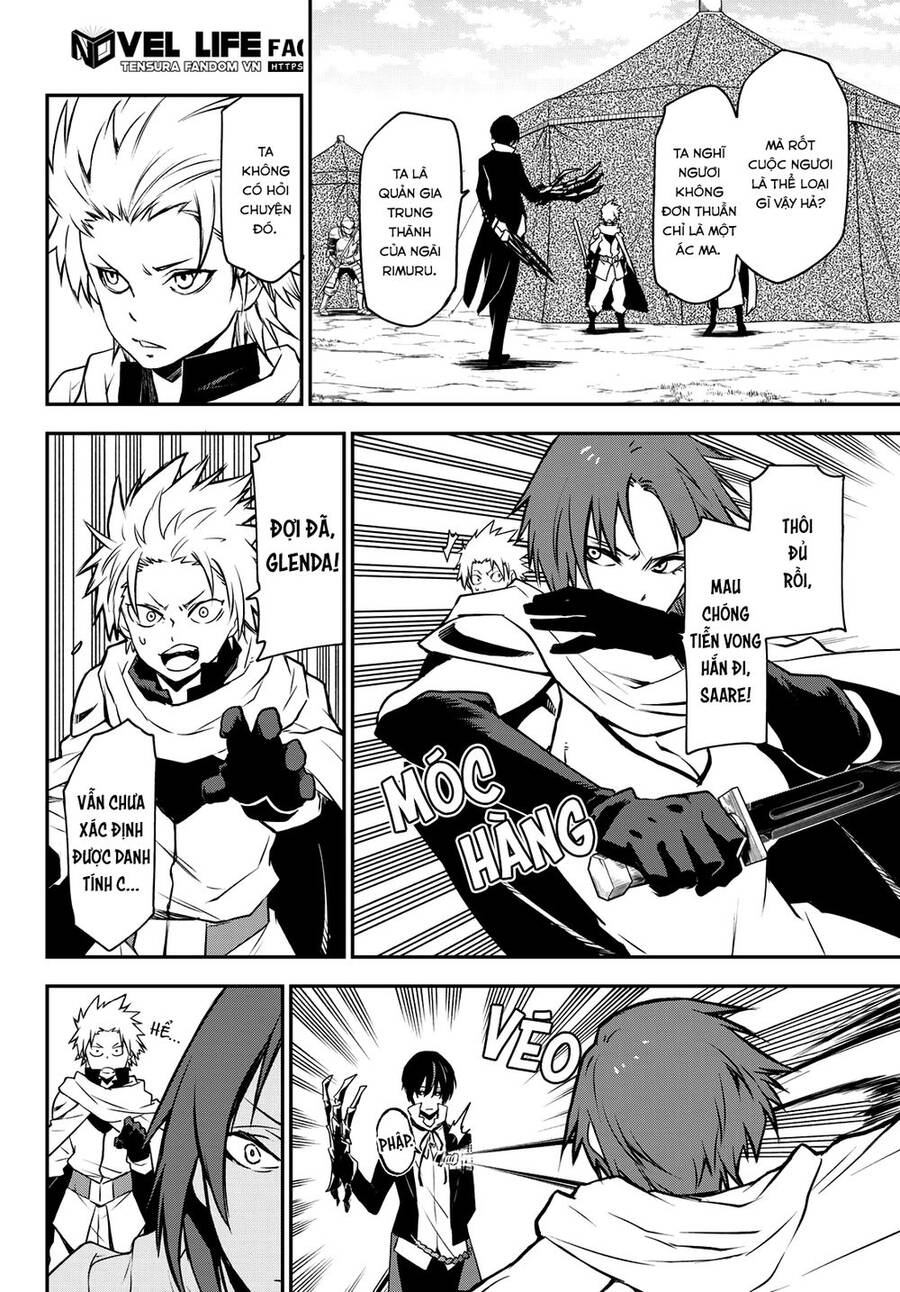 NOVEL LIFE FAC
TENSURA FANDOM VN HTTPS
MÀ RỐT
CUỘC NGƯƠI
LÀ THỂ LOẠI
GÌ VẬY HẢ?
TA NGHĨ
NGƯƠI
KHÔNG
ĐƠN THUẦN
CHỈ LÀ MỘT
ÁC MA.
TA LÀ
QUẢN GIA
TRUNG
THÀNH
CỦA NGÀI
RIMURU.
TA
KHÔNG
CÓ HỎI
CHUYỆN
ĐÓ.
THÔI
ĐỦ
RỒI,
MAU
CHÓNG
TIỄN VONG
HẮN ĐI,
SAARE!
MÓC
HÀNG
ĐỢI ĐÃ,
GLENDA!
VẪN CHƯA
XÁC ĐỊNH
ĐƯỢC DANH
TÍNH C...
VÉO
PHẬP
HỂ...